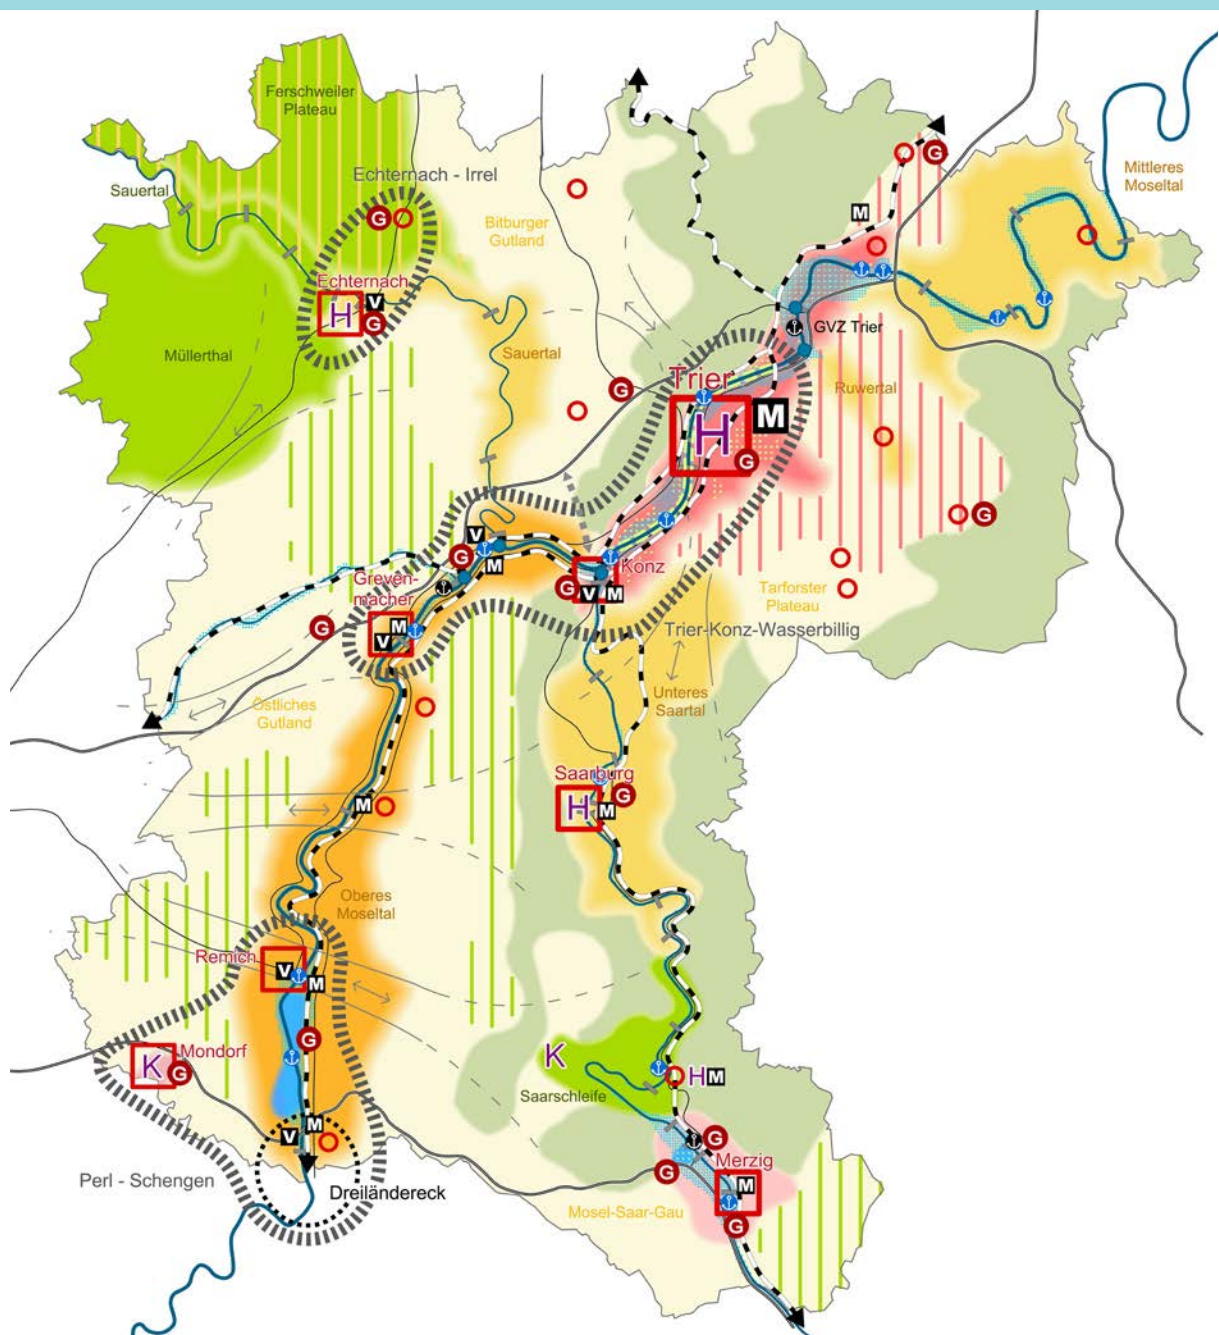 Ferschweiler
Plateau
Mittleres
Moseltal
G
Echternach - Irrel
Sauertal
M
G
Bitburger
Gutland
Echternach
V
H
G
GVZ Trier
Müllerthal
Sauertal
Trier
Ruwertal
G
H
M
G
G
V
G
M
Konz
Greven-
macher
G
V
M
Tarforster
Plateau
G
M
V
Trier-Konz-Wasserbillig
Östliches
Gutland
Unteres
Saartal
Saarburg
G
M
H
M
Oberes
Moseltal
Remich
V
M
G
Mondorf
K
G
K
H
M
Saarschleife
M
V
G
Merzig
G
M
Perl - Schengen
Dreiländereck
Mosel-Saar-Gau
G